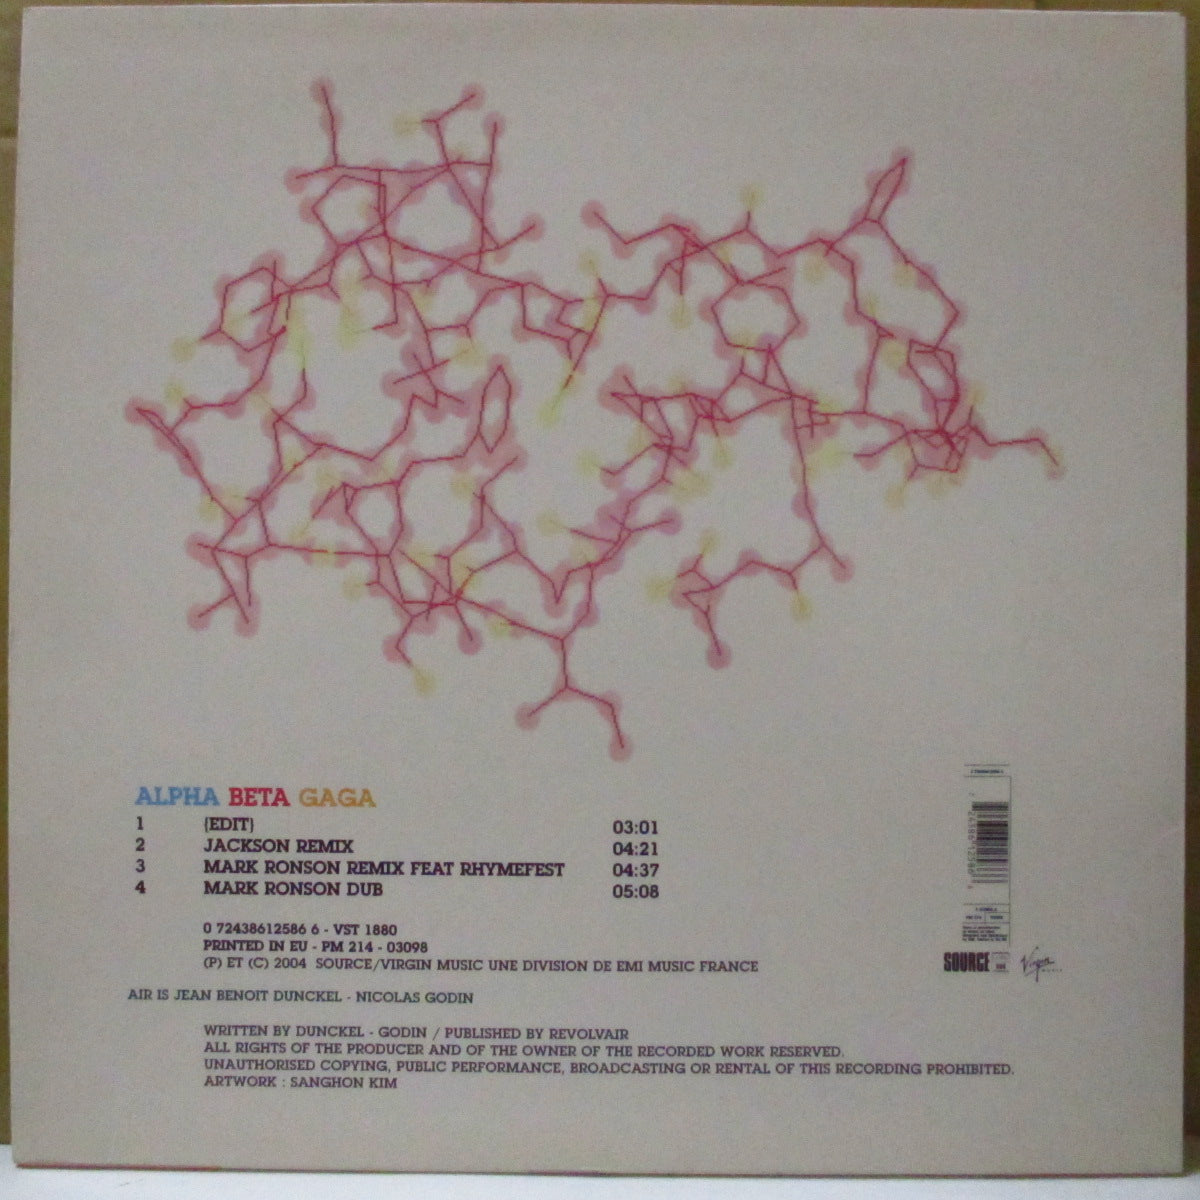 ALPHA BETA GAGA
1 (EDIT) 03:01
2 JACKSON REMIX 04:21
3 MARK RONSON REMIX FEAT RHYMEFEST 04:37
4 MARK RONSON DUB 05:08
0 72438612586 6 - VST 1880
PRINTED IN EU - PM 214 - 03098
(P) ET (C) 2004 SOURCE/VIRGIN MUSIC UNE DIVISION DE EMI MUSIC FRANCE
SOURCE Virgin
AIR IS JEAN BENOIT DUNCKEL - NICOLAS GODIN
WRITTEN BY DUNCKEL - GODIN / PUBLISHED BY REVOLVAIR
ALL RIGHTS OF THE PRODUCER AND OF THE OWNER OF THE RECORDED WORK RESERVED.
UNAUTHORISED COPYING, PUBLIC PERFORMANCE, BROADCASTING OR RENTAL OF THIS RECORDING PROHIBITED.
ARTWORK : SANGHON KIM